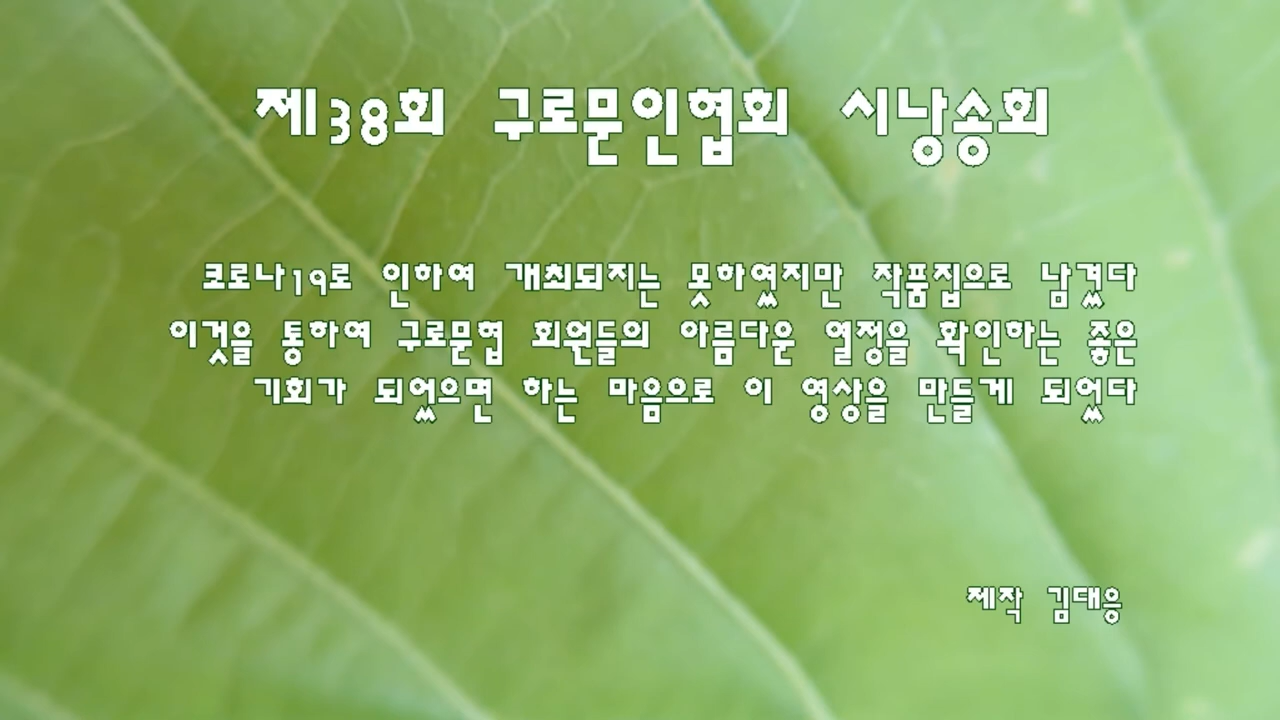 제38회 구로문인협회 시낭송회
코로나19로 인하여 개최되지는 못하였지만 작품집으로 남겼다
이것을 통하여 구로문협 회원들의 아름다운 열정을 확인하는 좋은
기회가 되었으면 하는 마음으로 이 영상을 만들게 되었다
제작 김대응